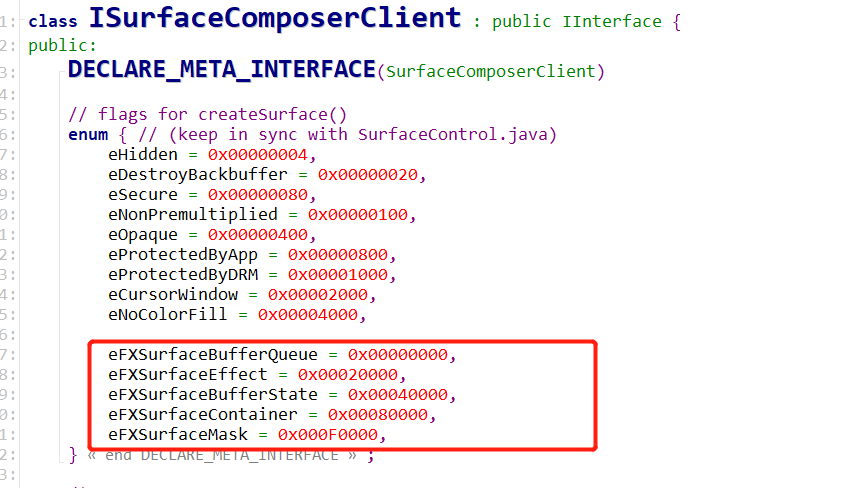 1: class ISurfaceComposerClient : public IInterface {
2: public:
3: DECLARE_META_INTERFACE(SurfaceComposerClient)
4:
5: // flags for createSurface()
6: enum { // (keep in sync with SurfaceControl.java)
7: eHidden = 0x00000004,
8: eDestroyBackbuffer = 0x00000020,
9: eSecure = 0x00000080,
0: eNonPremultiplied = 0x00000100,
1: eOpaque = 0x00000400,
2: eProtectedByApp = 0x00000800,
3: eProtectedByDRM = 0x00001000,
4: eCursorWindow = 0x00002000,
5: eNoColorFill = 0x00004000,
6:
7: eFXSurfaceBufferQueue = 0x00000000,
8: eFXSurfaceEffect = 0x00020000,
9: eFXSurfaceBufferState = 0x00040000,
0: eFXSurfaceContainer = 0x00080000,
1: eFXSurfaceMask = 0x000F0000,
2: } « end DECLARE_META_INTERFACE » ;
3: